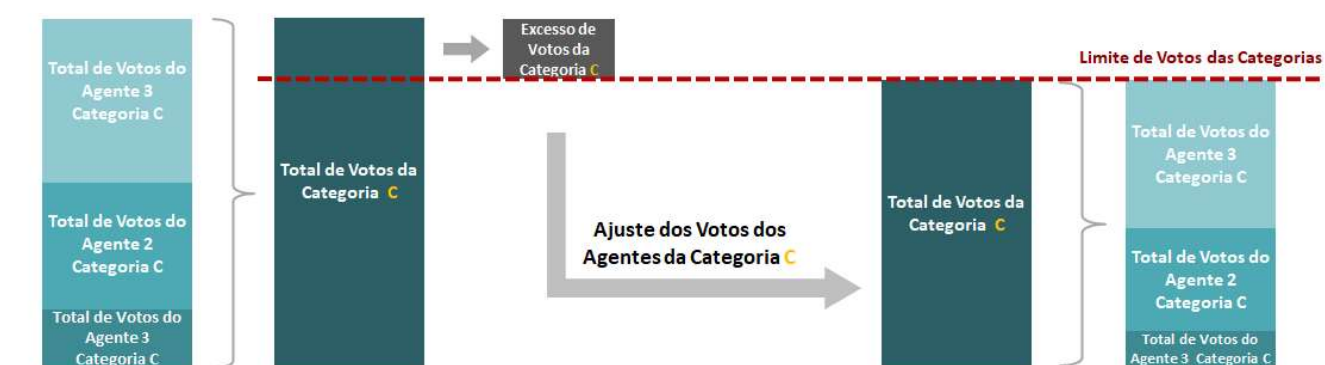 Total de Votos do
Agente 3
Categoria C
Total de Votos do
Agente 2
Categoria C
Total de Votos do
Agente 3
Categoria C
Total de Votos da
Categoria C
Excesso de
Votos da
Categoria C
Ajuste dos Votos dos
Agentes da Categoria C
Limite de Votos das Categorias
Total de Votos da
Categoria C
Total de Votos do
Agente 3
Categoria C
Total de Votos do
Agente 2
Categoria C
Total de Votos do
Agente 3 Categoria C